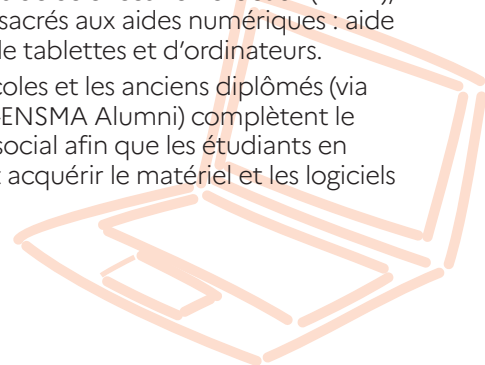 sacrés aux aides numériques : aide
le tablettes et d’ordinateurs.
coles et les anciens diplômés (via
-ENSMA Alumni) complètent le
social afin que les étudiants en
t acquérir le matériel et les logiciels